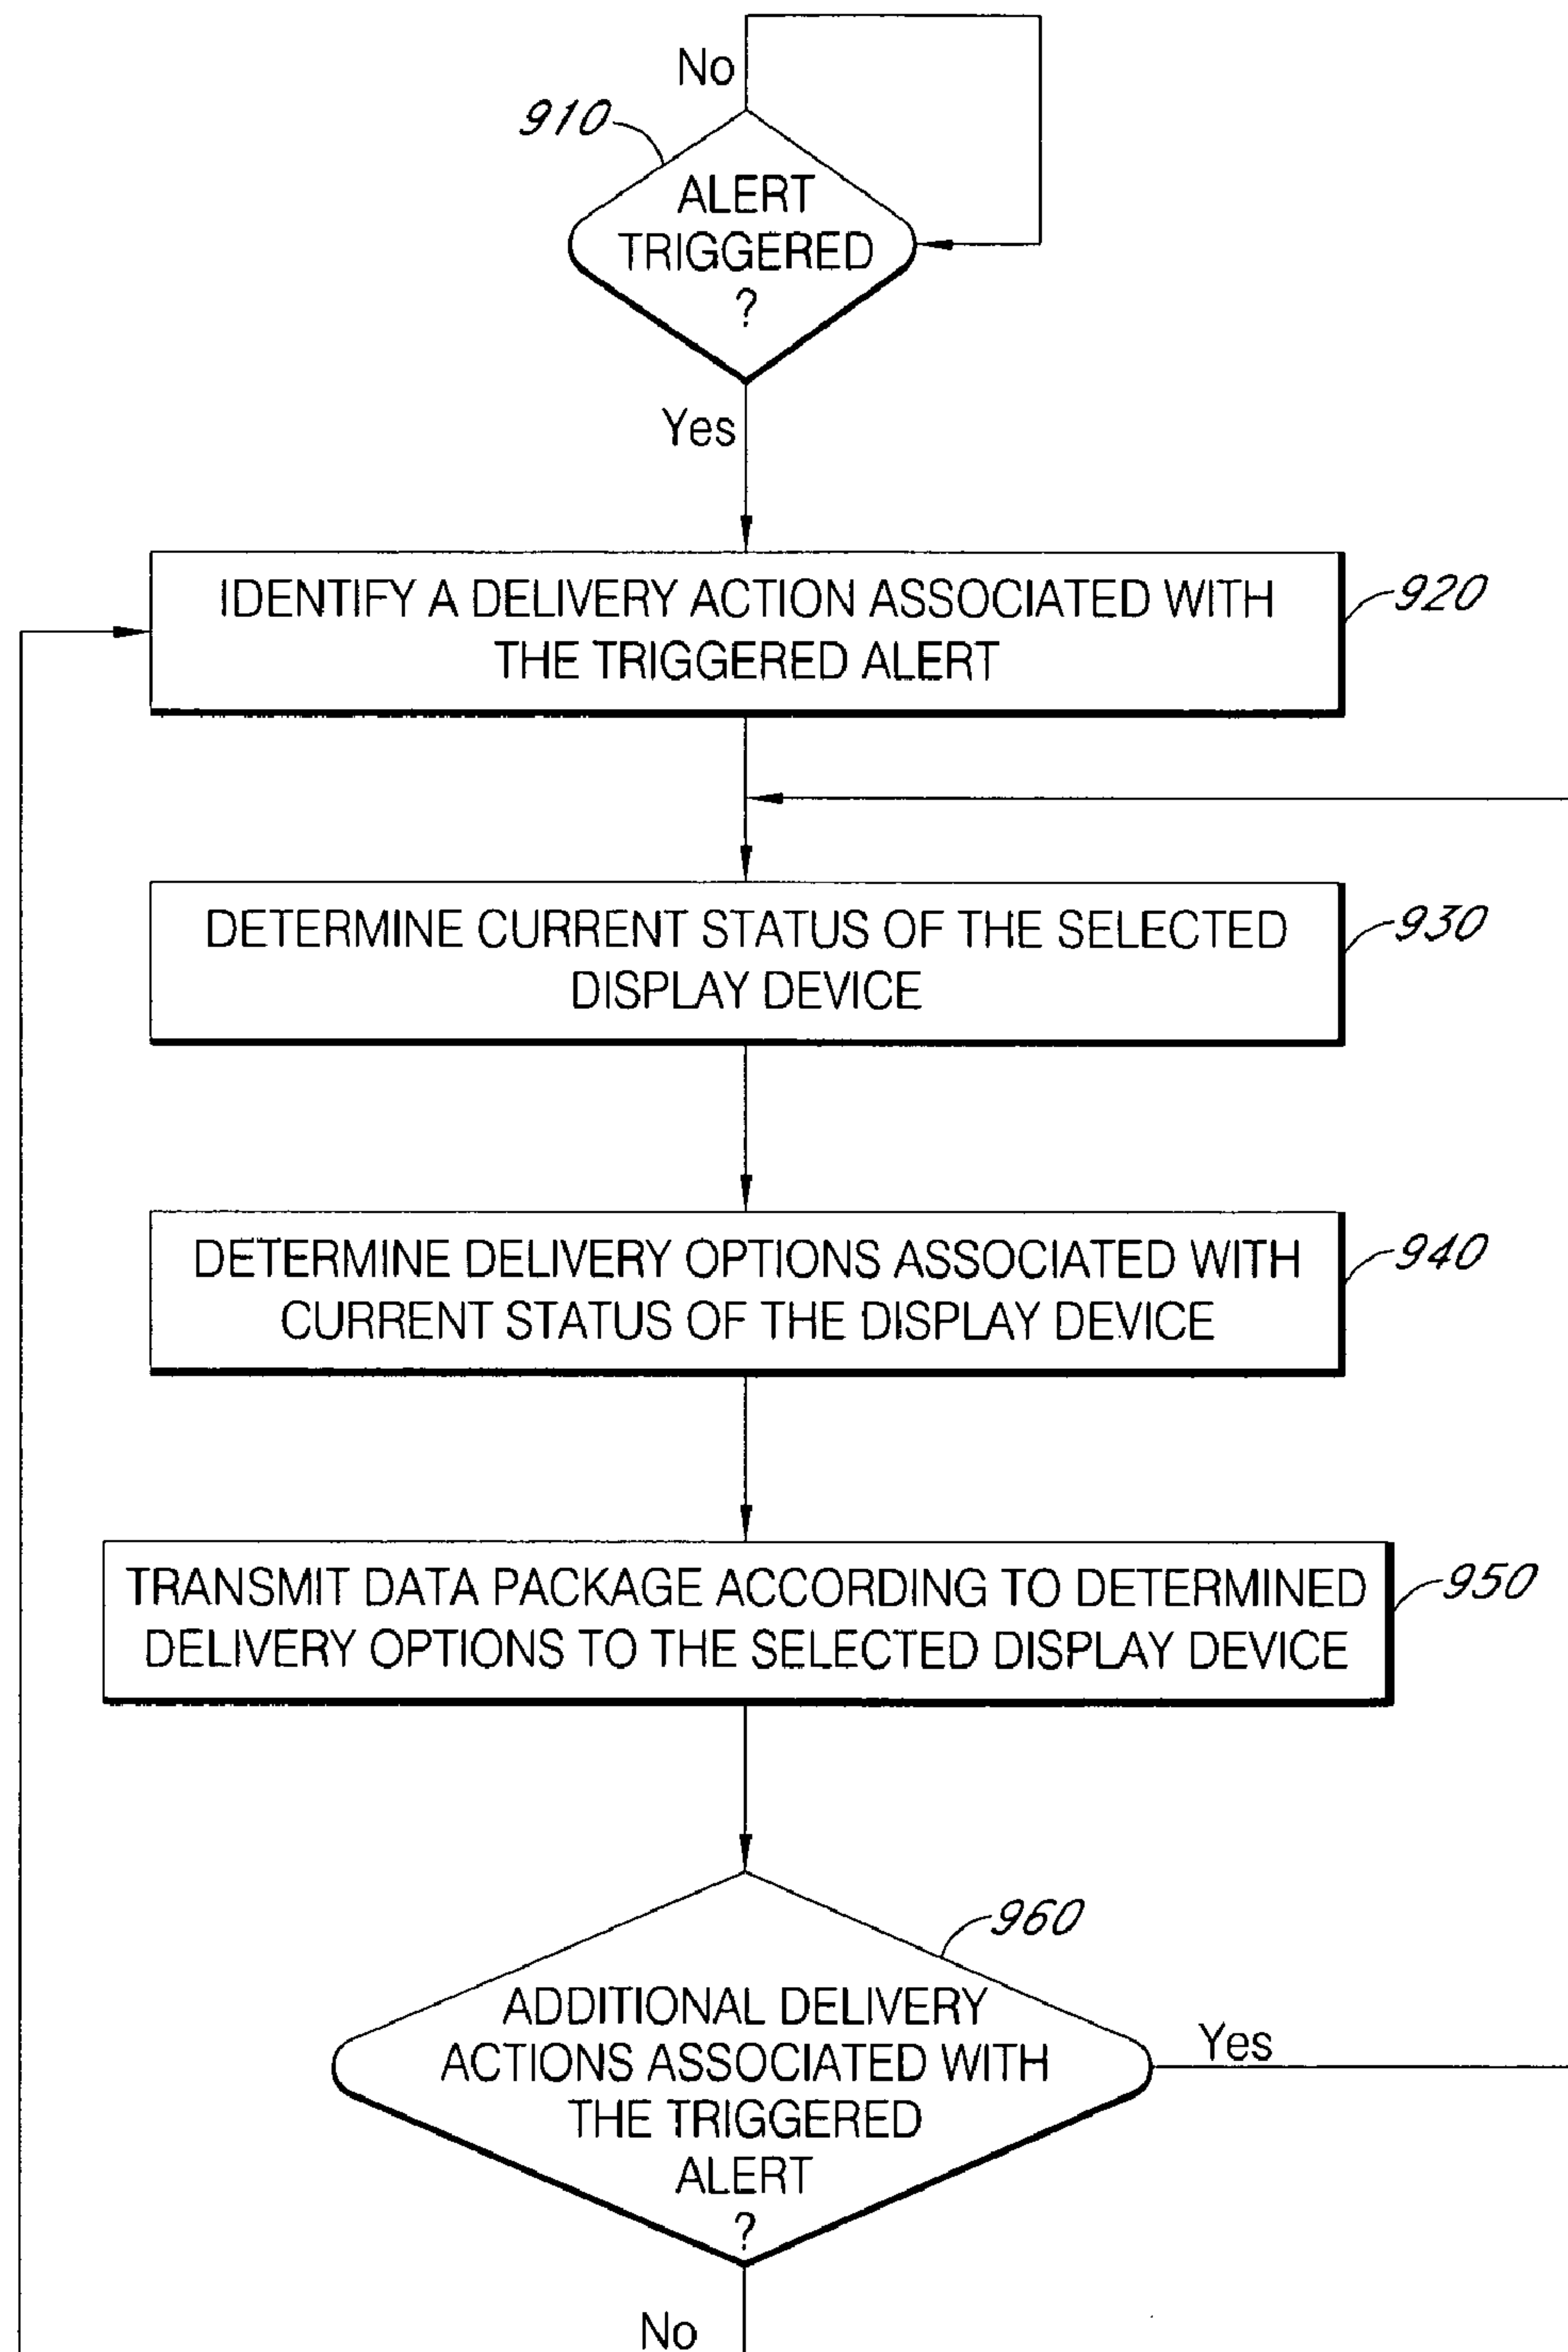 No
910
ALERT
TRIGGERED
?
Yes
IDENTIFY A DELIVERY ACTION ASSOCIATED WITH
THE TRIGGERED ALERT
920
DETERMINE CURRENT STATUS OF THE SELECTED
DISPLAY DEVICE
930
DETERMINE DELIVERY OPTIONS ASSOCIATED WITH
CURRENT STATUS OF THE DISPLAY DEVICE
940
TRANSMIT DATA PACKAGE ACCORDING TO DETERMINED
DELIVERY OPTIONS TO THE SELECTED DISPLAY DEVICE
950
960
ADDITIONAL DELIVERY
ACTIONS ASSOCIATED WITH
THE TRIGGERED
ALERT
?
Yes
No